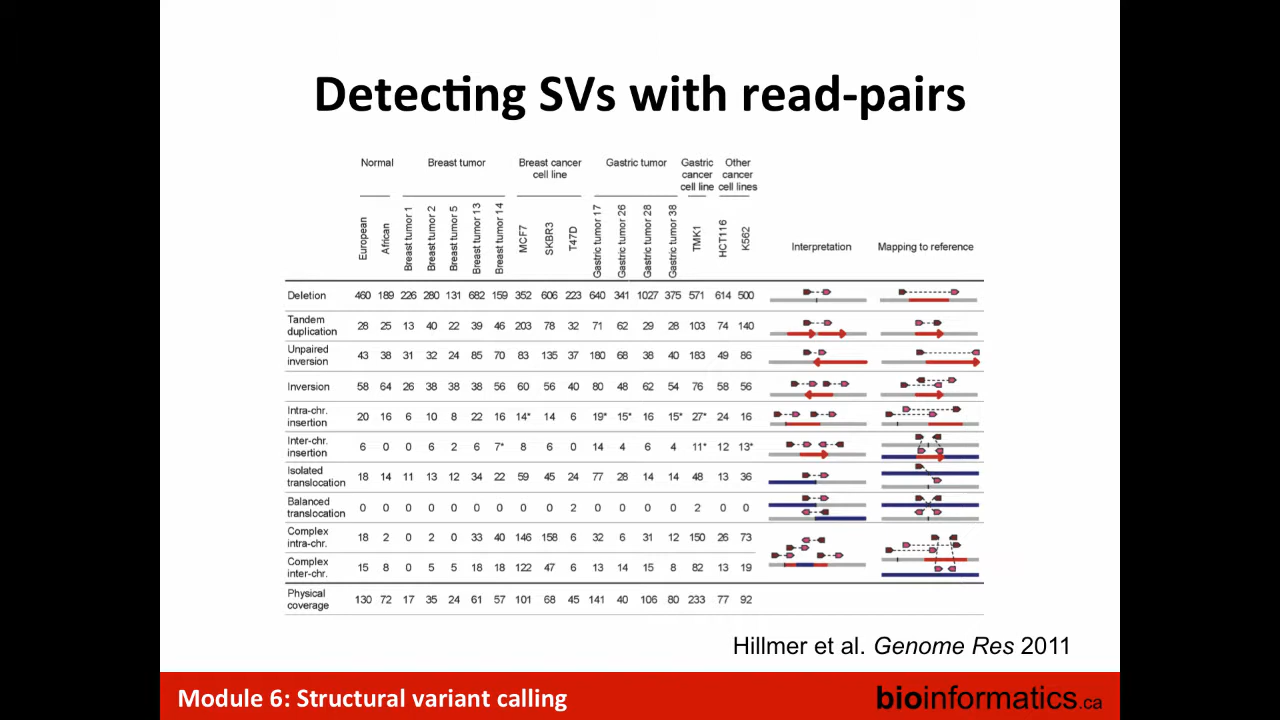 Detecting SVs with read-pairs
Normal Breast tumor Breast cancer cell line Gastric tumor Gastric cancer cell line Other cancer cell lines
European African Breast tumor 1 Breast tumor 2 Breast tumor 5 Breast tumor 13 Breast tumor 14 MCF7 SKBR3 T47D Gastric tumor 17 Gastric tumor 26 Gastric tumor 28 Gastric tumor 38 TMK1 HCT116 K562 Interpretation Mapping to reference
Deletion 460 189 226 280 131 682 159 352 606 223 640 341 1027 375 571 614 500
Tandem duplication 28 25 13 40 22 39 46 203 78 32 71 62 29 28 103 74 140
Unpaired inversion 43 38 31 32 24 85 70 83 135 37 180 68 38 40 183 49 86
Inversion 58 64 26 38 38 38 56 60 56 40 80 48 62 54 76 58 56
Intra-chr. insertion 20 16 6 10 8 22 16 14* 14 6 19* 15* 16 15* 27* 24 16
Inter-chr. insertion 6 0 0 6 2 6 7* 8 6 0 14 4 6 4 11* 12 13*
Isolated translocation 18 14 11 13 12 34 22 59 45 24 77 28 14 14 48 13 36
Balanced translocation 0 0 0 0 0 0 0 0 0 2 0 0 0 0 2 0 0
Complex intra-chr. 18 2 0 2 0 33 40 146 158 6 32 6 31 12 150 26 73
Complex inter-chr. 15 8 0 5 5 18 18 122 47 6 13 14 15 8 82 13 19
Physical coverage 130 72 17 35 24 61 57 101 68 45 141 40 106 80 233 77 92
Hillmer et al. Genome Res 2011
Module 6: Structural variant calling
bioinformatics.ca